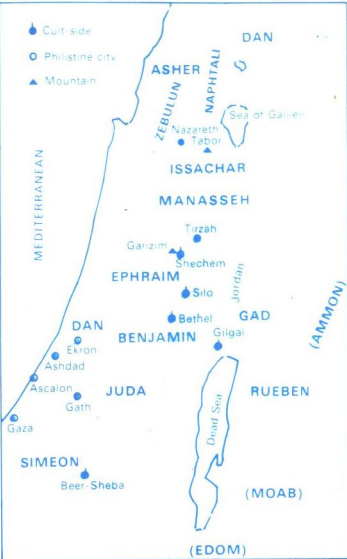 Cultside
Philistine city
Mountain
DAN
ASHER
NAPHTALI
ZEBULUN
Sea of Galilee
Nazareth
Tabor
ISSACHAR
MANASSEH
MEDITERRANEAN
Tirzah
Garizim
Shechem
EPHRAIM
Silo
Jordan
(AMMON)
Bethel
GAD
DAN
BENJAMIN
Gilgal
Ekron
Ashdad
Ascalon
JUDA
RUEBEN
Gath
Dead Sea
Gaza
SIMEON
Beer-Sheba
(MOAB)
(EDOM)